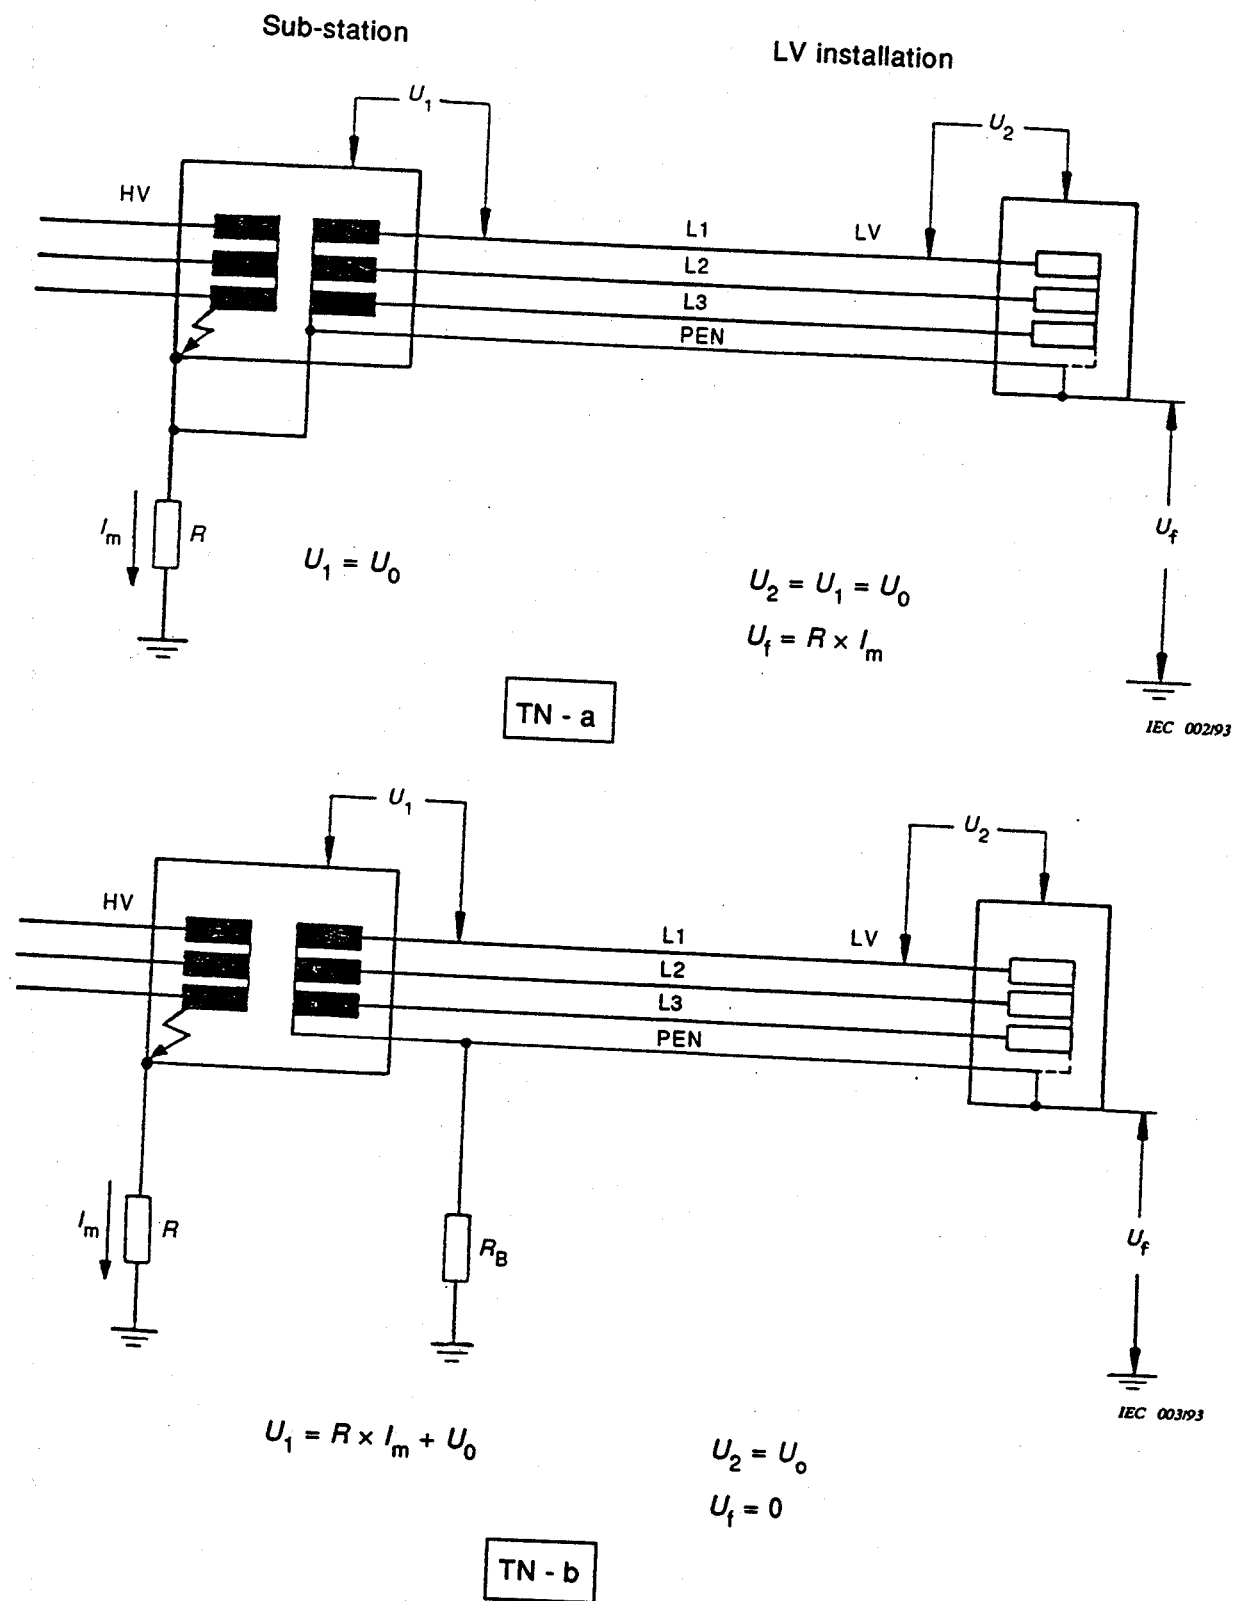 Sub-station
LV installation
U1
U2
HV
L1
LV
L2
L3
PEN
Im
R
Uf
U1 = U0
U2 = U1 = U0
Uf = R × Im
TN - a
IEC 002/93
U1
U2
HV
L1
LV
L2
L3
PEN
Im
R
RB
Uf
IEC 003/93
U1 = R × Im + U0
U2 = Uo
Uf = 0
TN - b